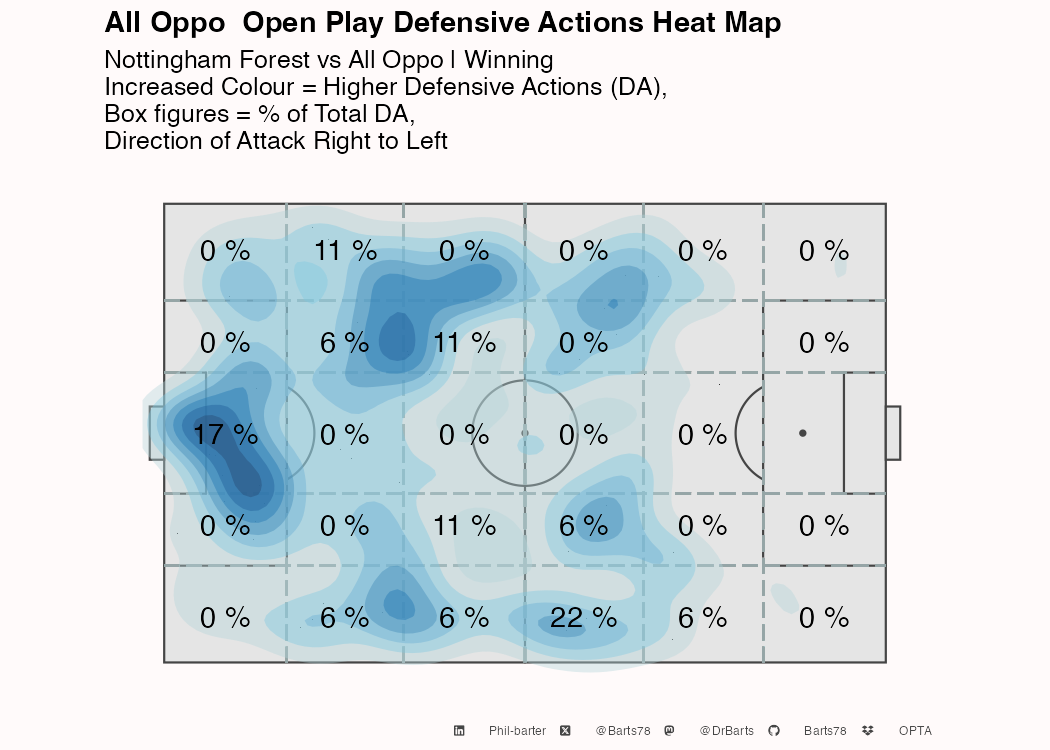 All Oppo  Open Play Defensive Actions Heat Map
Nottingham Forest vs All Oppo | Winning
Increased Colour = Higher Defensive Actions (DA),
Box figures = % of Total DA,
Direction of Attack Right to Left
0 % 11 % 0 % 0 % 0 % 0 %
0 % 6 % 11 % 0 % 0 %
17 % 0 % 0 % 0 % 0 %
0 % 0 % 11 % 6 % 0 % 0 %
0 % 6 % 6 % 22 % 6 % 0 %
Phil-barter @Barts78 @DrBarts Barts78 OPTA